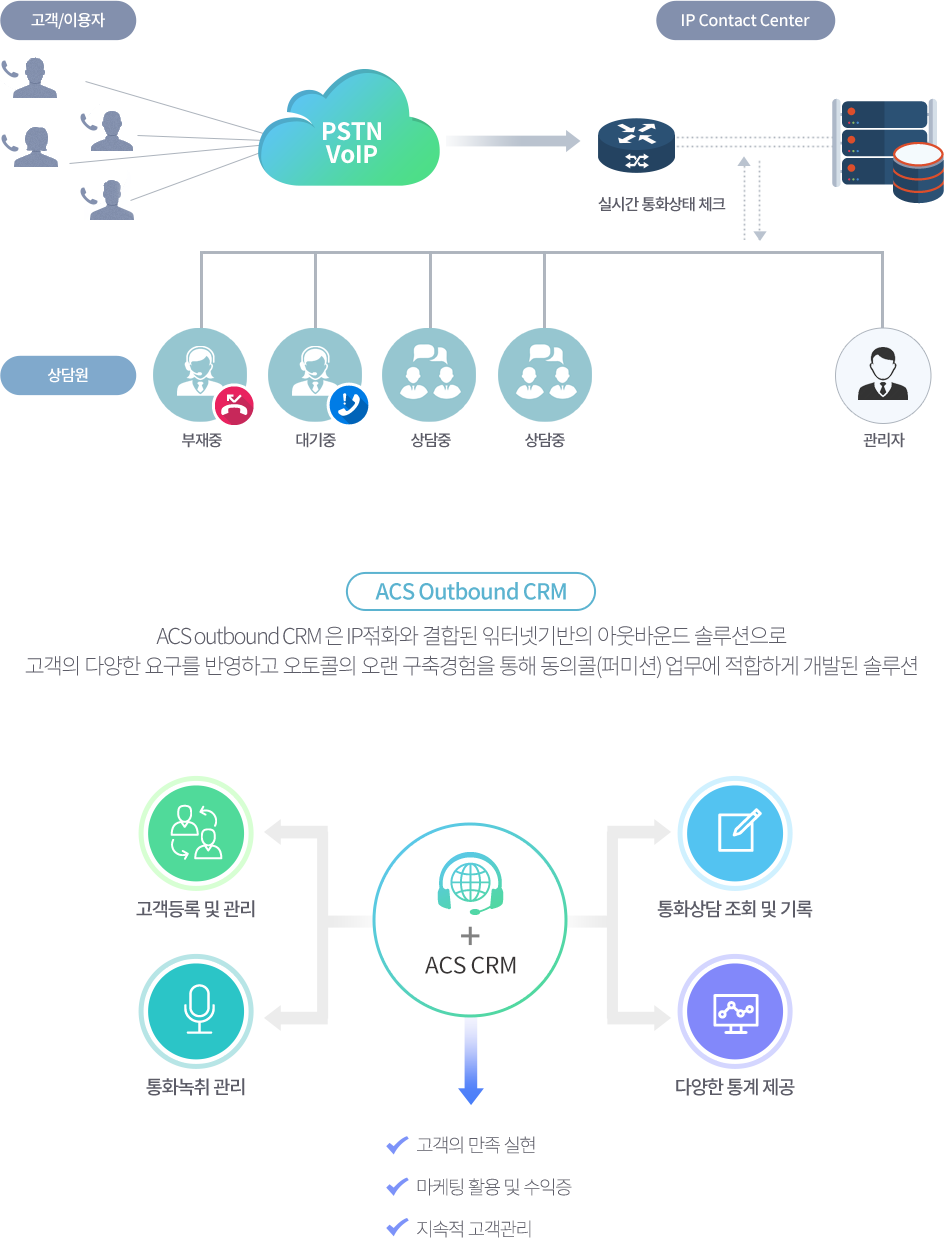 고객/이용자
IP Contact Center
PSTN
VoIP
실시간 통화상태 체크
상담원
부재중
대기중
상담중
상담중
관리자
ACS Outbound CRM
ACS outbound CRM 은 IP젂화와 결합된 읶터넷기반의 아웃바운드 솔루션으로
고객의 다양한 요구를 반영하고 오토콜의 오랜 구축경험을 통해 동의콜(퍼미션) 업무에 적합하게 개발된 솔루션
고객등록 및 관리
통화상담 조회 및 기록
+
ACS CRM
통화녹취 관리
다양한 통계 제공
고객의 만족 실현
마케팅 활용 및 수익증
지속적 고객관리